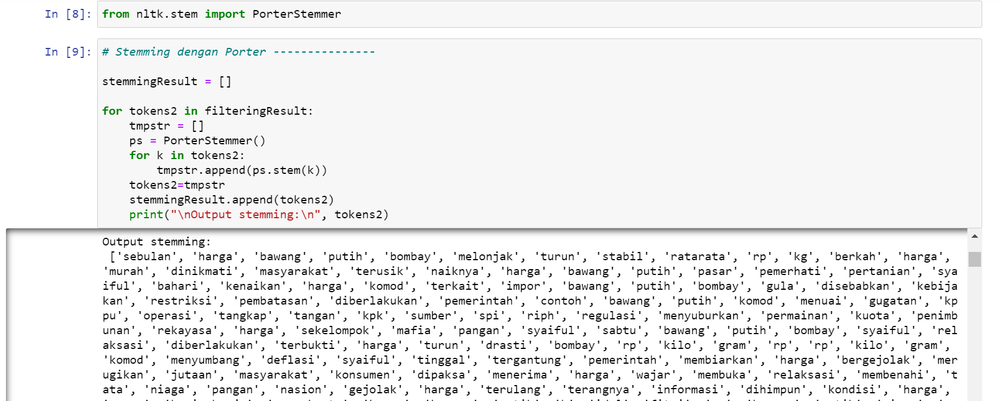 In [8]: from nltk.stem import PorterStemmer
In [9]: # Stemming dengan Porter ---------------
stemmingResult = []
for tokens2 in filteringResult:
    tmpstr = []
    ps = PorterStemmer()
    for k in tokens2:
        tmpstr.append(ps.stem(k))
    tokens2=tmpstr
    stemmingResult.append(tokens2)
    print("\nOutput stemming:\n", tokens2)
Output stemming:
 ['sebulan', 'harga', 'bawang', 'putih', 'bombay', 'melonjak', 'turun', 'stabil', 'ratarata', 'rp', 'kg', 'berkah', 'harga',
'murah', 'dinikmati', 'masyarakat', 'terusik', 'naiknya', 'harga', 'bawang', 'putih', 'pasar', 'pemerhati', 'pertanian', 'sya
iful', 'bahari', 'kenaikan', 'harga', 'komod', 'terkait', 'impor', 'bawang', 'putih', 'bombay', 'gula', 'disebabkan', 'kebija
kan', 'restriksi', 'pembatasan', 'diberlakukan', 'pemerintah', 'contoh', 'bawang', 'putih', 'komod', 'menuai', 'gugatan', 'kp
pu', 'operasi', 'tangkap', 'tangan', 'kpk', 'sumber', 'spi', 'riph', 'regulasi', 'menyuburkan', 'permainan', 'kuota', 'penimb
unan', 'rekayasa', 'harga', 'sekelompok', 'mafia', 'pangan', 'syaiful', 'sabtu', 'bawang', 'putih', 'bombay', 'syaiful', 'rel
aksasi', 'diberlakukan', 'terbukti', 'harga', 'turun', 'drasti', 'bombay', 'rp', 'kilo', 'gram', 'rp', 'rp', 'kilo', 'gram',
'komod', 'menyumbang', 'deflasi', 'syaiful', 'tinggal', 'tergantung', 'pemerintah', 'membiarkan', 'harga', 'bergejolak', 'mer
ugikan', 'jutaan', 'masyarakat', 'konsumen', 'dipaksa', 'menerima', 'harga', 'wajar', 'membuka', 'relaksasi', 'membenahi', 't
ata', 'niaga', 'pangan', 'nasion', 'gejolak', 'harga', 'terulang', 'terangnya', 'informasi', 'dihimpun', 'kondisi', 'harga',